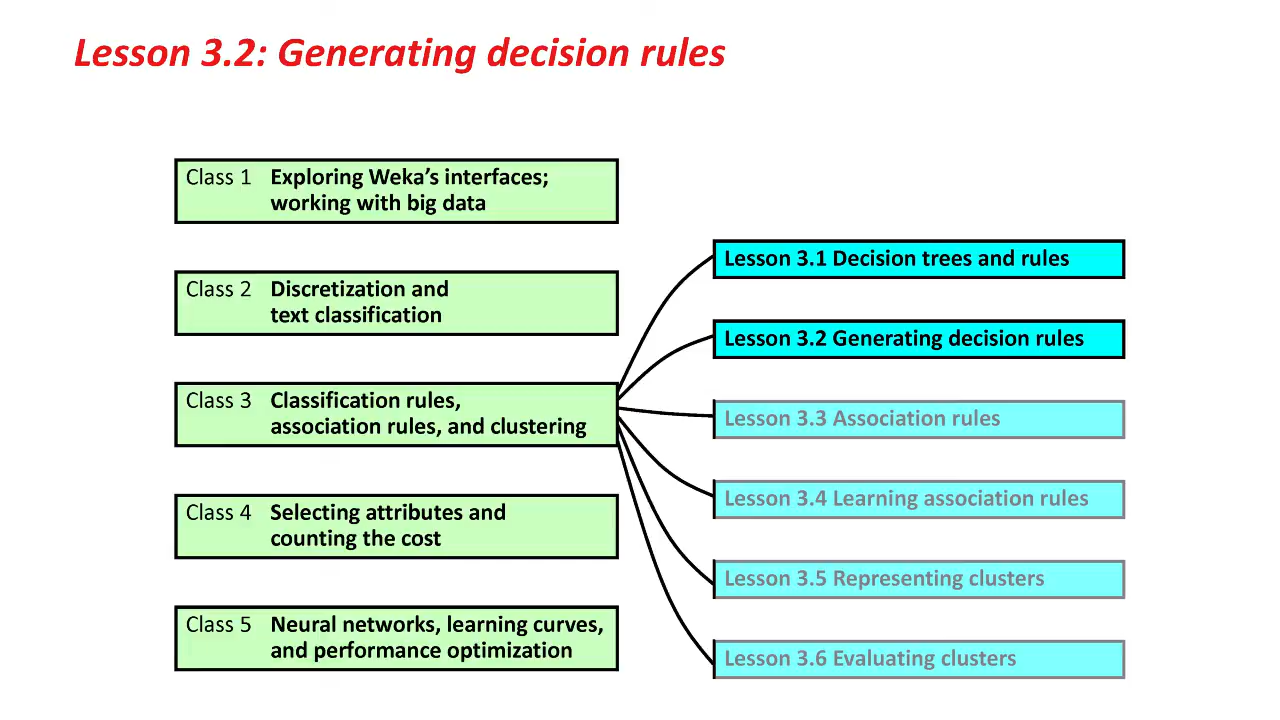 Lesson 3.2: Generating decision rules
Class 1 Exploring Weka's interfaces;
working with big data
Class 2 Discretization and
text classification
Class 3 Classification rules,
association rules, and clustering
Class 4 Selecting attributes and
counting the cost
Class 5 Neural networks, learning curves,
and performance optimization
Lesson 3.1 Decision trees and rules
Lesson 3.2 Generating decision rules
Lesson 3.3 Association rules
Lesson 3.4 Learning association rules
Lesson 3.5 Representing clusters
Lesson 3.6 Evaluating clusters